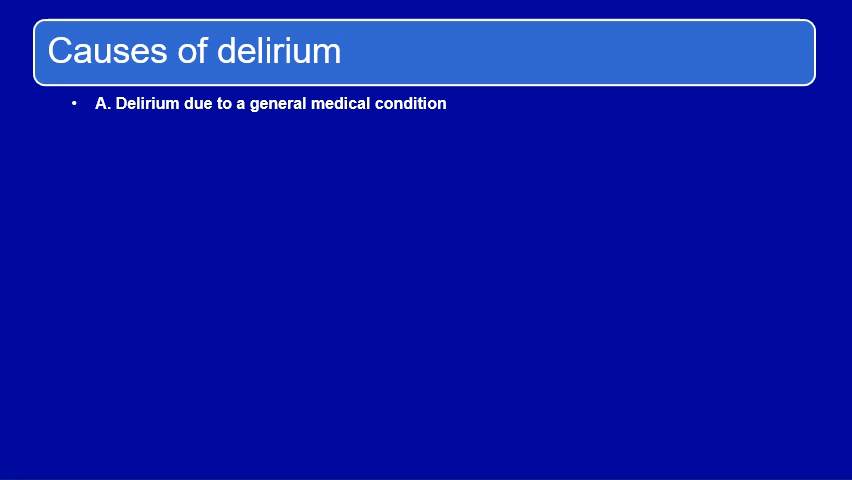 Causes of delirium
• A. Delirium due to a general medical condition